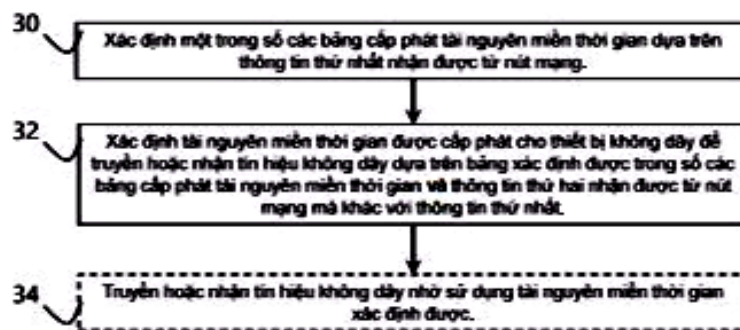 30
Xác định một trong số các bảng cấp phát tài nguyên miền thời gian dựa trên
thông tin thứ nhất nhận được từ nút mạng.
32
Xác định tài nguyên miền thời gian được cấp phát cho thiết bị không dây để
truyền hoặc nhận tín hiệu không dây dựa trên bảng xác định được trong số các
bảng cấp phát tài nguyên miền thời gian và thông tin thứ hai nhận được từ nút
mạng mà khác với thông tin thứ nhất.
34
Truyền hoặc nhận tín hiệu không dây nhờ sử dụng tài nguyên miền thời gian
xác định được.